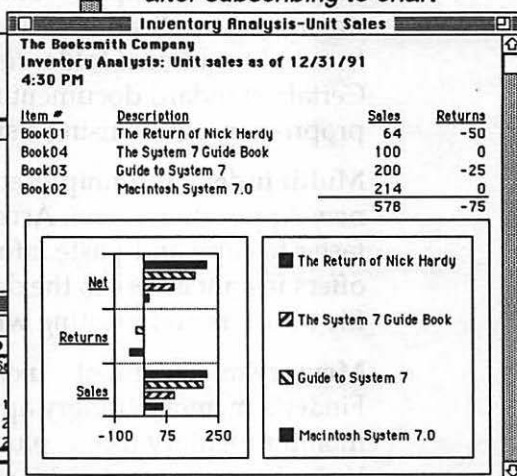 after subscribing to chart
Inventory Analysis-Unit Sales
The Booksmith Company
Inventory Analysis: Unit sales as of 12/31/91
4:30 PM
Item # Description Sales Returns
Book01 The Return of Nick Hardy 64 -50
Book04 The System 7 Guide Book 100 0
Book03 Guide to System 7 200 -25
Book02 Macintosh System 7.0 214 0
578 -75
Net
Returns
Sales
-100 75 250
The Return of Nick Hardy
The System 7 Guide Book
Guide to System 7
Macintosh System 7.0